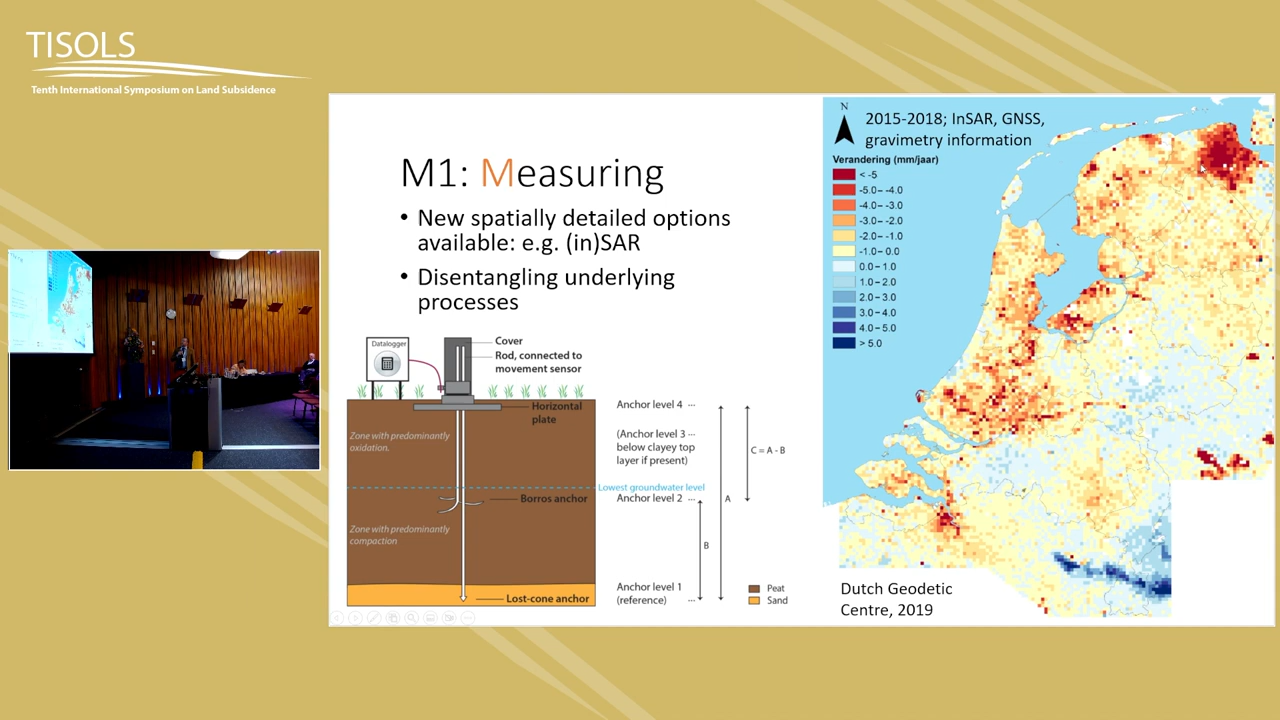 TISOLS
Tenth International Symposium on Land Subsidence
M1: Measuring
• New spatially detailed options
available: e.g. (in)SAR
• Disentangling underlying
processes
Datalogger
Cover
Rod, connected to
movement sensor
Horizontal
plate
Zone with predominantly
oxidation.
Lowest groundwater level
Borros anchor
Zone with predominantly
compaction
Lost-cone anchor
Anchor level 4 ...
(Anchor level 3 ...
below clayey top
layer if present)
Anchor level 2 ...
Anchor level 1
(reference) ...
C = A - B
A
B
Peat
Sand
N
2015-2018; InSAR, GNSS,
gravimetry information
Verandering (mm/jaar)
< -5
-5.0– -4.0
-4.0– -3.0
-3.0– -2.0
-2.0– -1.0
-1.0– 0.0
0.0 – 1.0
1.0 – 2.0
2.0 – 3.0
3.0 – 4.0
4.0 – 5.0
> 5.0
Dutch Geodetic
Centre, 2019